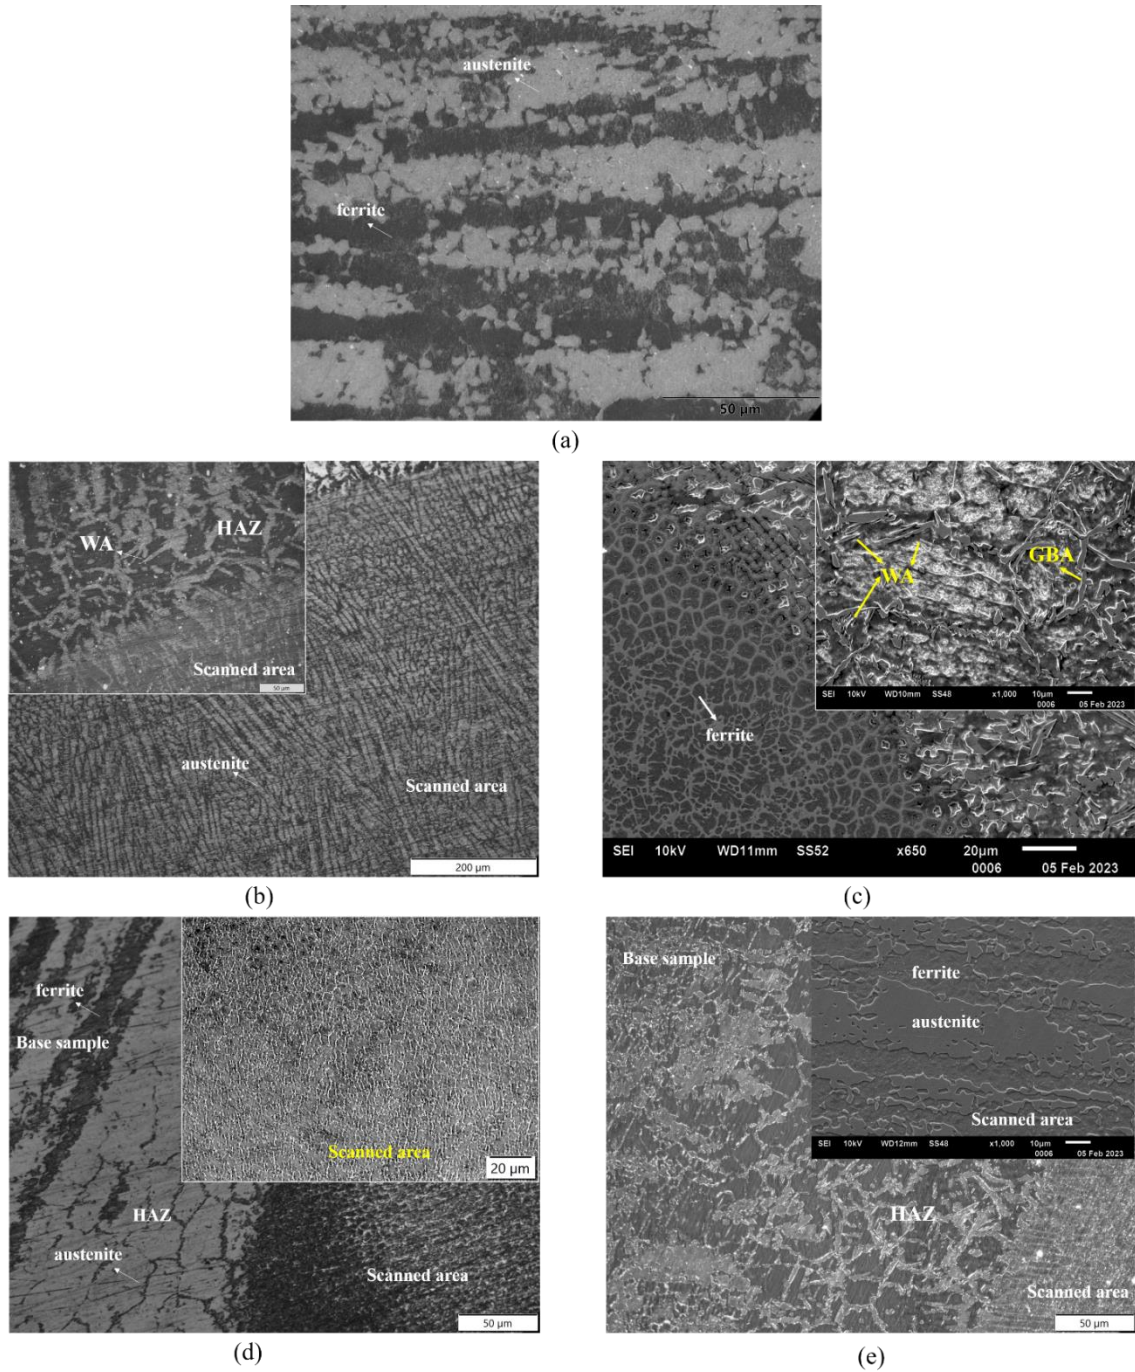 austenite
ferrite
50 µm
(a)
WA
HAZ
Scanned area
50 µm
austenite
Scanned area
200 µm
(b)
WA
GBA
SEI 10kV WD10mm SS48 x1,000 10µm
0006 05 Feb 2023
ferrite
SEI 10kV WD11mm SS52 x650 20µm
0006 05 Feb 2023
(c)
ferrite
Base sample
Scanned area
20 µm
HAZ
austenite
Scanned area
50 µm
(d)
Base sample
ferrite
austenite
Scanned area
SEI 10kV WD12mm SS48 x1,000 10µm
0006 05 Feb 2023
HAZ
Scanned area
50 µm
(e)